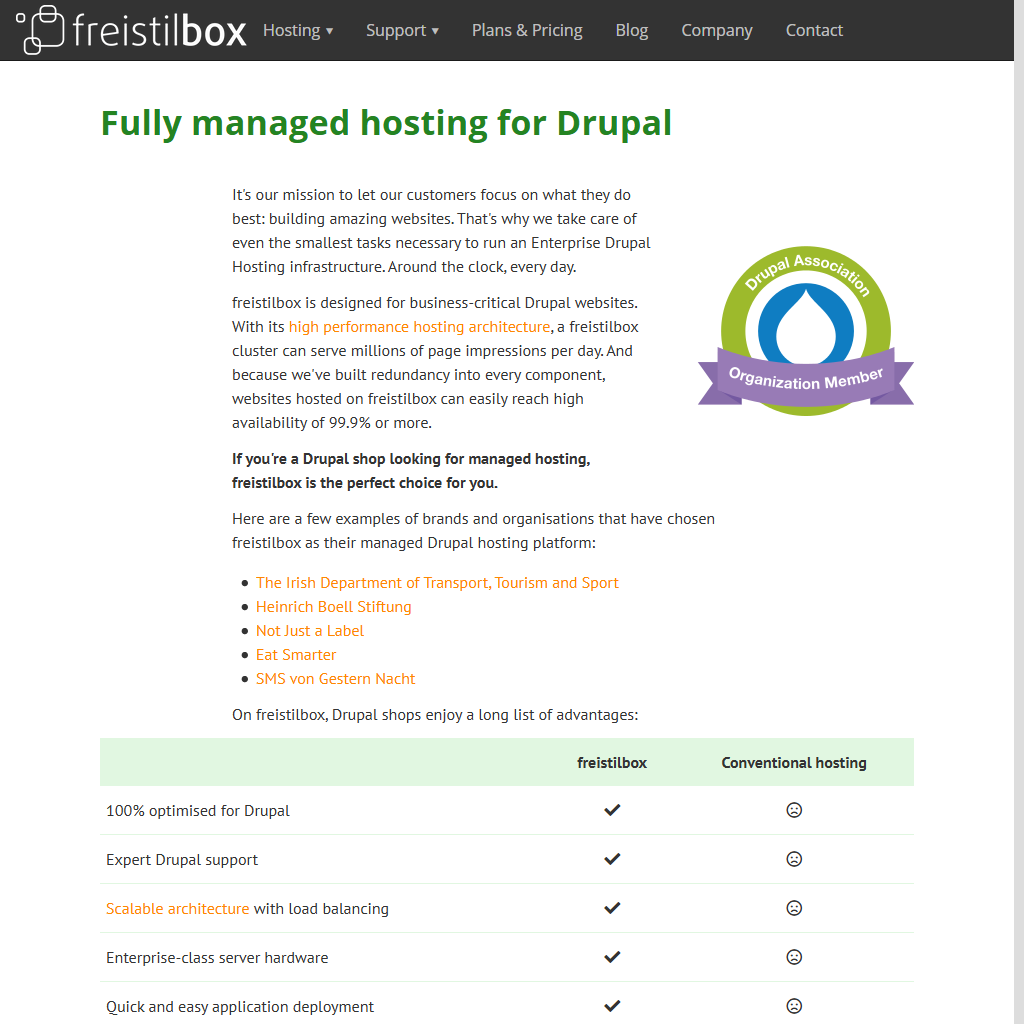 freistilbox Hosting ▾ Support ▾ Plans & Pricing Blog Company Contact
Fully managed hosting for Drupal
It's our mission to let our customers focus on what they do
best: building amazing websites. That's why we take care of
even the smallest tasks necessary to run an Enterprise Drupal
Hosting infrastructure. Around the clock, every day.
Drupal Association
Organization Member
freistilbox is designed for business-critical Drupal websites.
With its high performance hosting architecture, a freistilbox
cluster can serve millions of page impressions per day. And
because we've built redundancy into every component,
websites hosted on freistilbox can easily reach high
availability of 99.9% or more.
If you're a Drupal shop looking for managed hosting,
freistilbox is the perfect choice for you.
Here are a few examples of brands and organisations that have chosen
freistilbox as their managed Drupal hosting platform:
• The Irish Department of Transport, Tourism and Sport
• Heinrich Boell Stiftung
• Not Just a Label
• Eat Smarter
• SMS von Gestern Nacht
On freistilbox, Drupal shops enjoy a long list of advantages:
freistilbox Conventional hosting
100% optimised for Drupal
Expert Drupal support
Scalable architecture with load balancing
Enterprise-class server hardware
Quick and easy application deployment